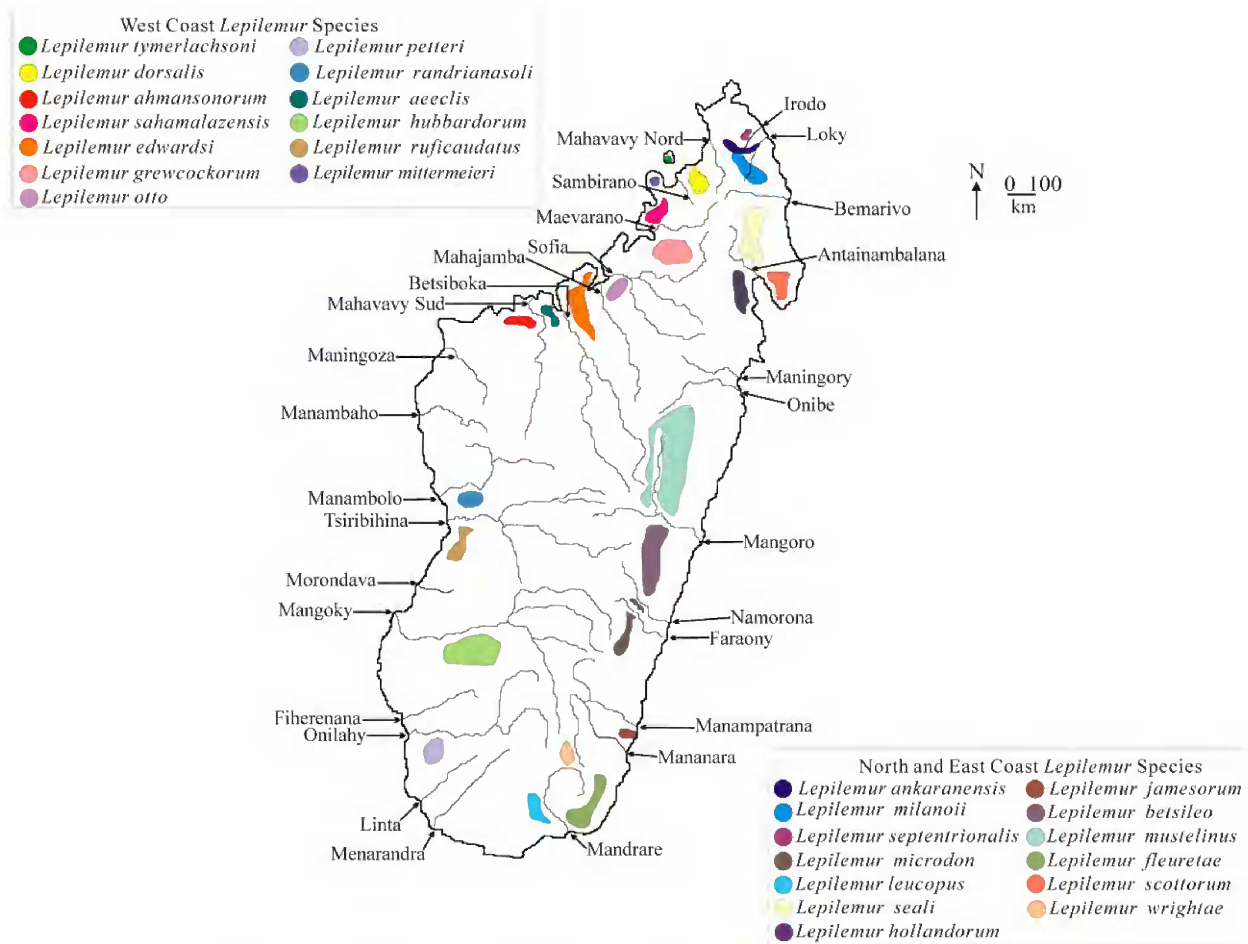 West Coast Lepilemur Species
Lepilemur tymerlachsoni
Lepilemur dorsalis
Lepilemur ahmansonorum
Lepilemur sahamalazensis
Lepilemur edwardsi
Lepilemur grewcockorum
Lepilemur otto
Lepilemur petteri
Lepilemur randrianasoli
Lepilemur aeeclis
Lepilemur hubbardorum
Lepilemur ruficaudatus
Lepilemur mittermeieri
Irodo
Loky
Mahavavy Nord
Sambirano
Bemarivo
Maevarano
Sofia
Antainambalana
Mahajamba
Betsiboka
Mahavavy Sud
N
0 100
km
Maningoza
Maningory
Onibe
Manambaho
Manambolo
Tsiribihina
Mangoro
Morondava
Mangoky
Namorona
Faraony
Fiherenana
Onilahy
Manampatrana
Mananara
Linta
Menarandra
Mandrare
North and East Coast Lepilemur Species
Lepilemur ankaranensis
Lepilemur milanoii
Lepilemur septentrionalis
Lepilemur microdon
Lepilemur leucopus
Lepilemur seali
Lepilemur hollandorum
Lepilemur jamesorum
Lepilemur betsileo
Lepilemur mustelinus
Lepilemur fleuretae
Lepilemur scottorum
Lepilemur wrightae